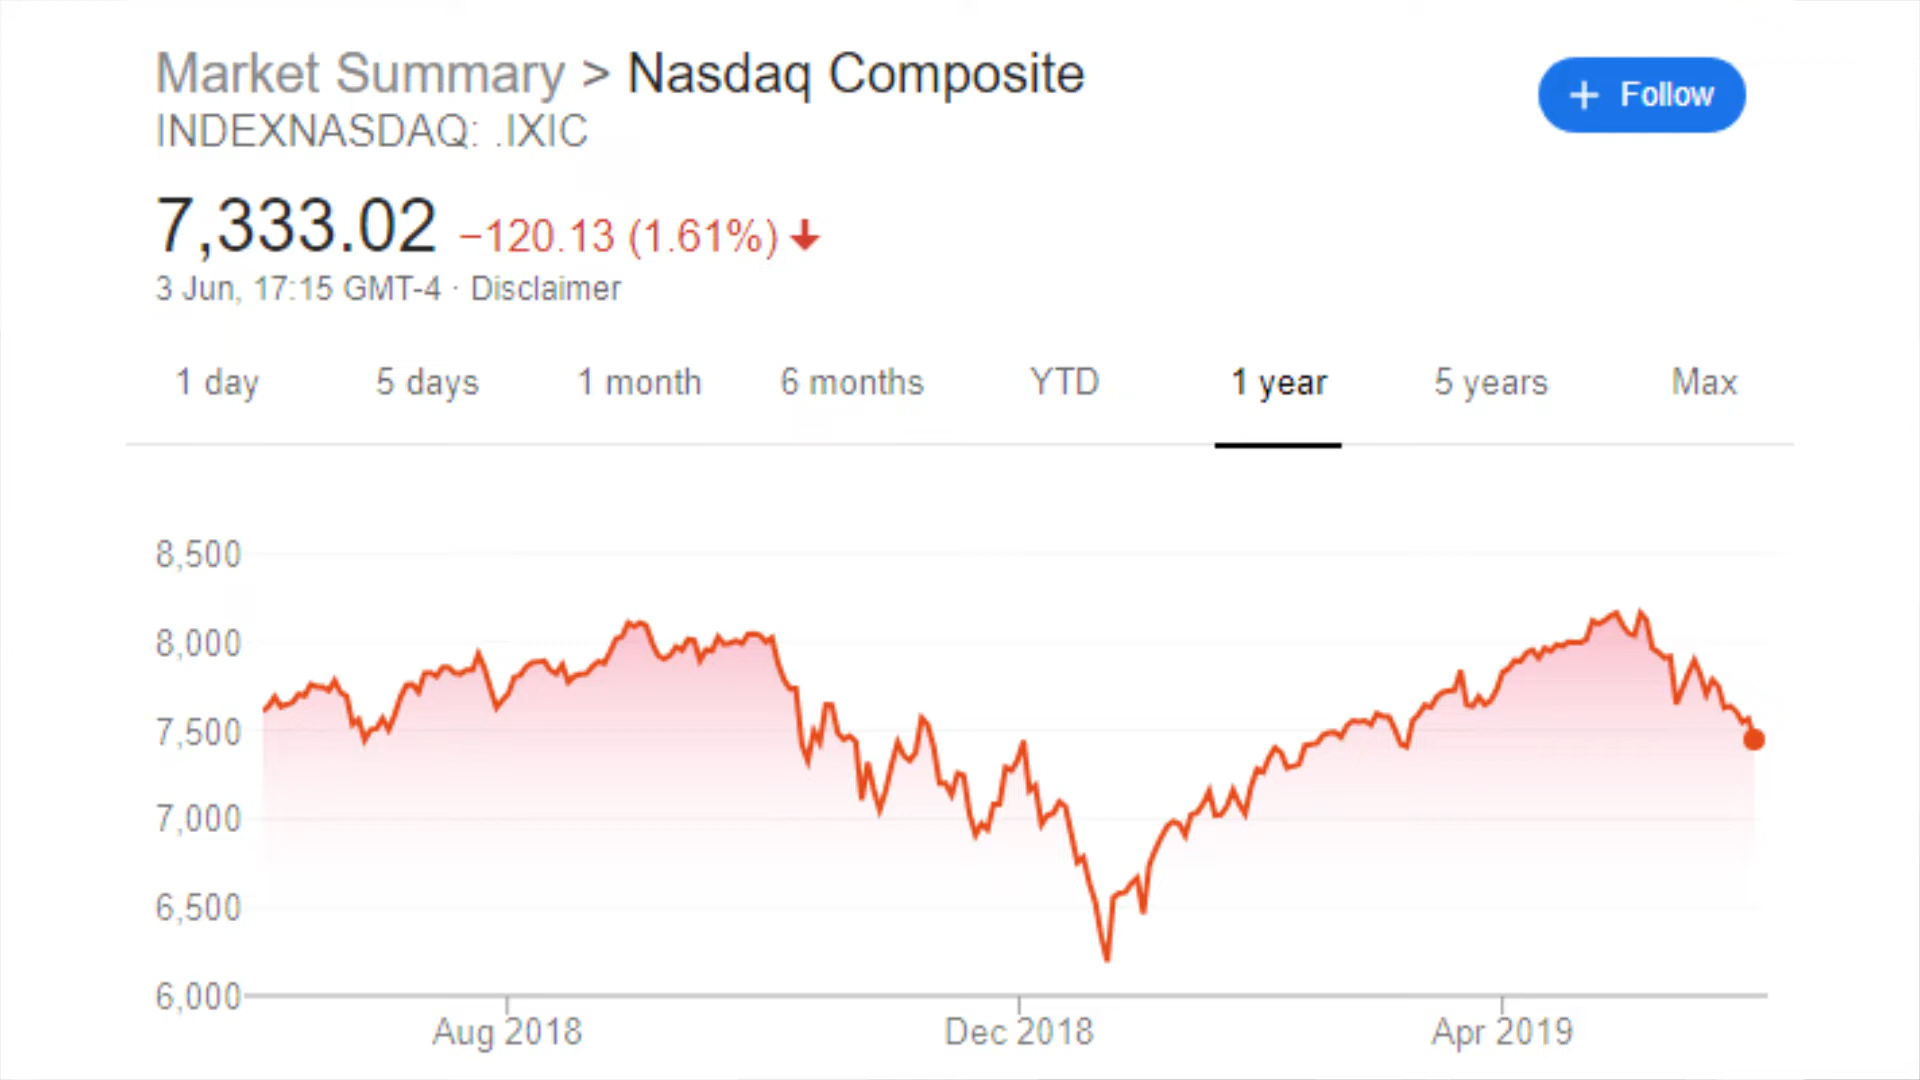 Market Summary > Nasdaq Composite
INDEXNASDAQ: .IXIC
+ Follow
7,333.02 −120.13 (1.61%)
3 Jun, 17:15 GMT-4 · Disclaimer
1 day 5 days 1 month 6 months YTD 1 year 5 years Max
8,500
8,000
7,500
7,000
6,500
6,000
Aug 2018 Dec 2018 Apr 2019